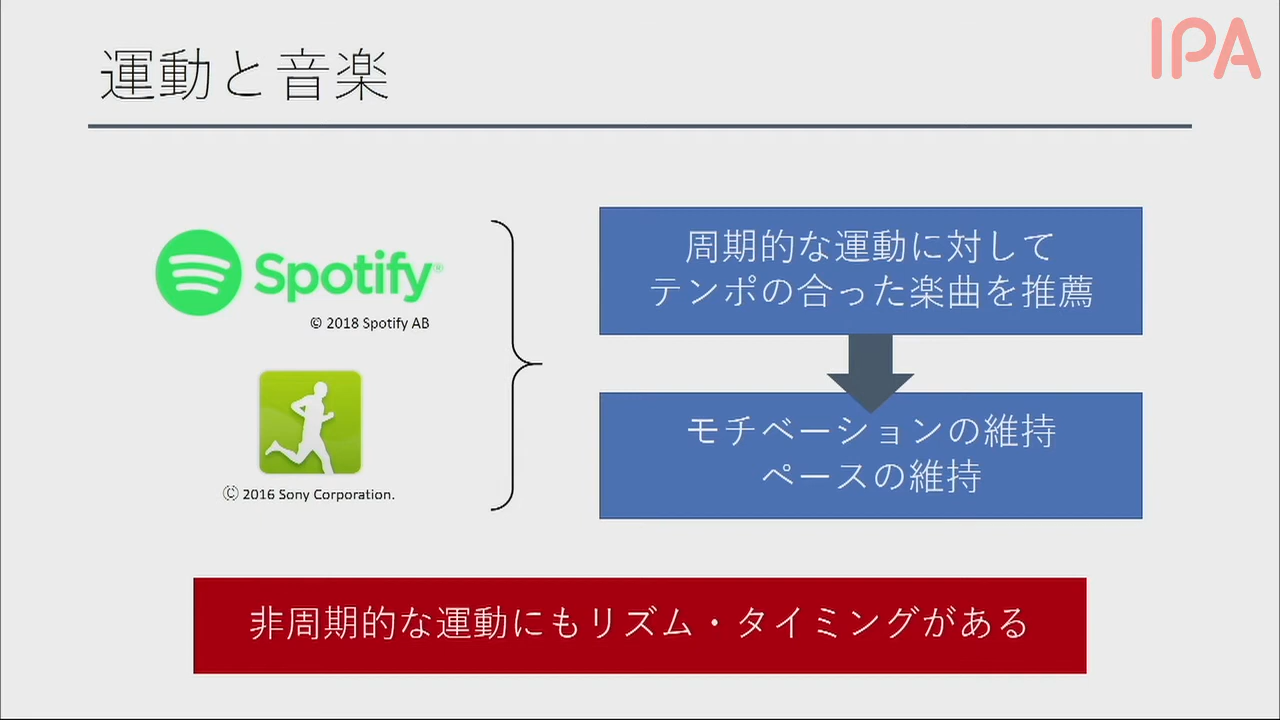 運動と音楽
IPA
Spotify®
© 2018 Spotify AB
Ⓒ 2016 Sony Corporation.
周期的な運動に対して
テンポの合った楽曲を推薦
モチベーションの維持
ペースの維持
非周期的な運動にもリズム・タイミングがある